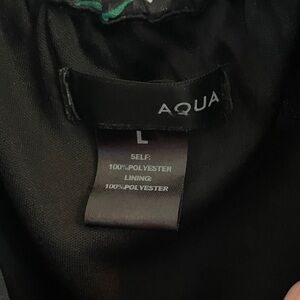 AQUA
L
SELF:
100%POLYESTER
LINING:
100%POLYESTER